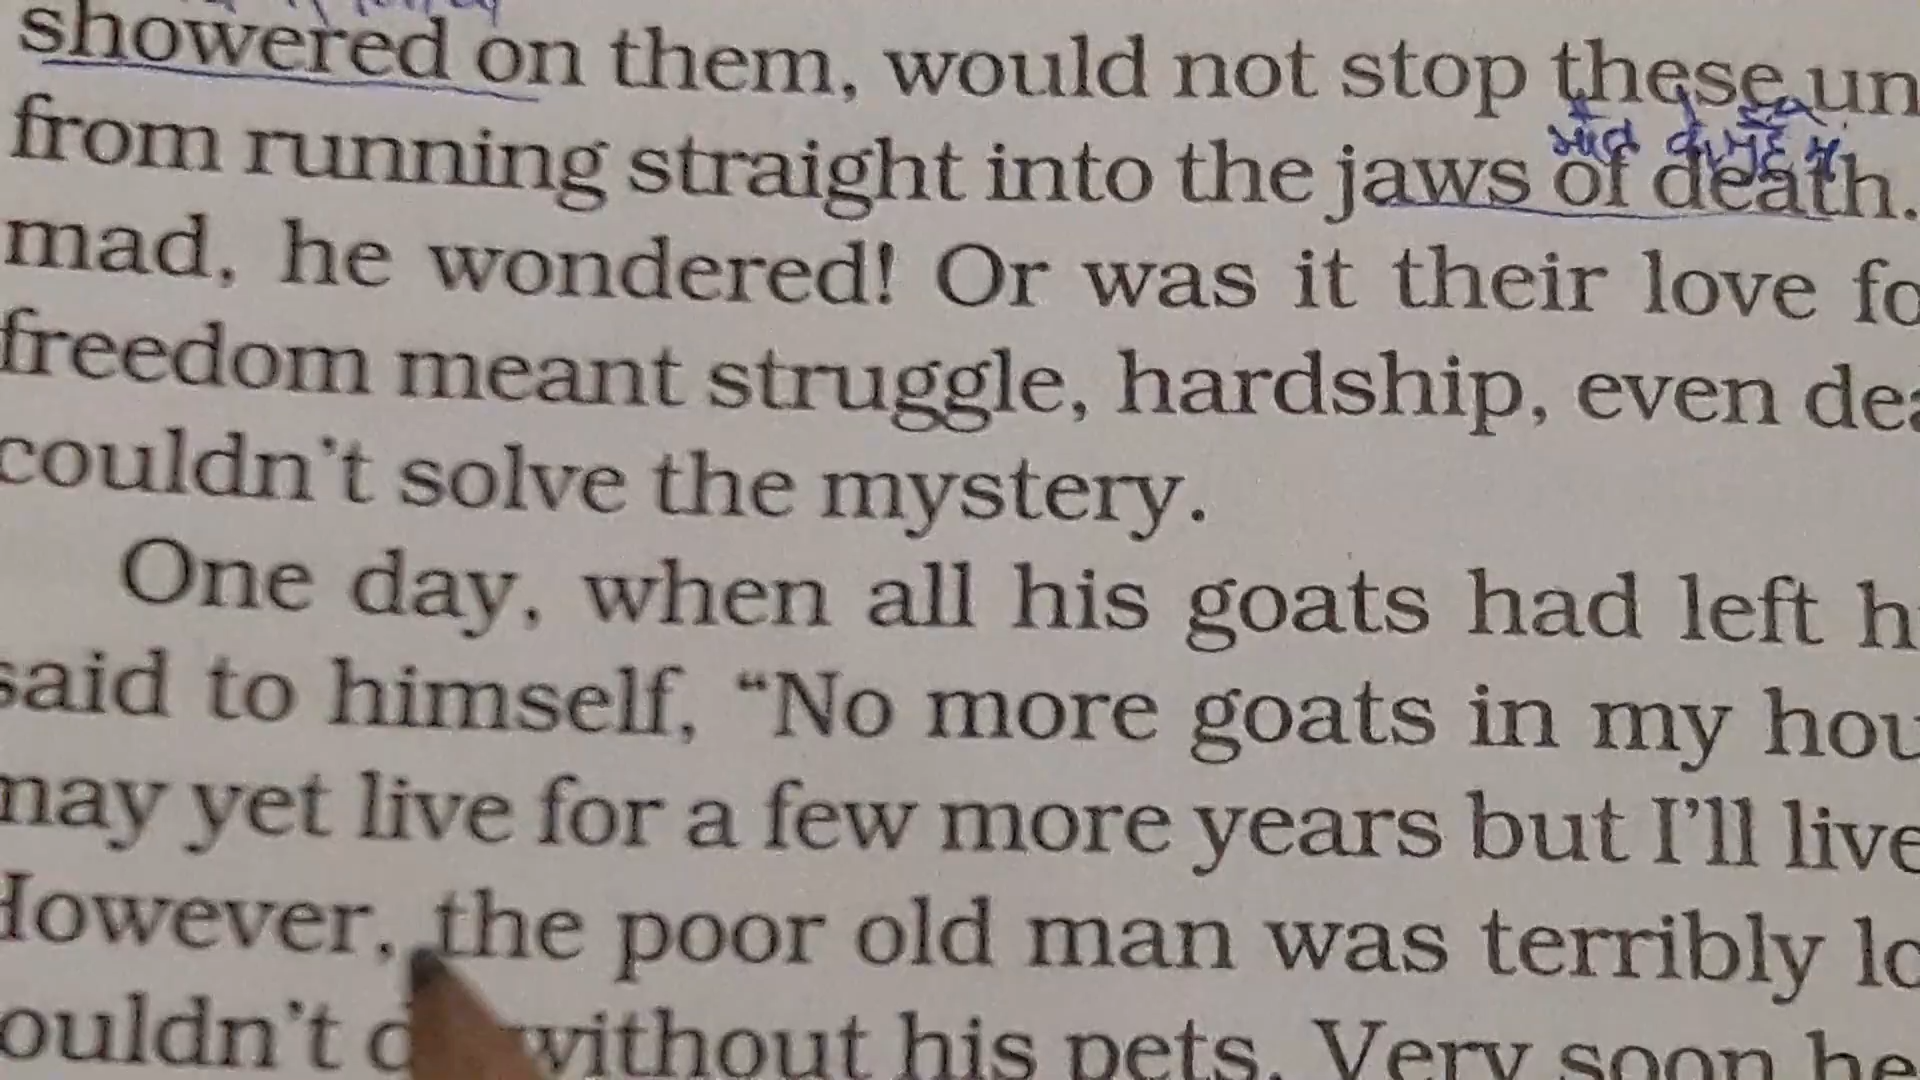 showered on them, would not stop these un
from running straight into the jaws of death.
mad, he wondered! Or was it their love fo
freedom meant struggle, hardship, even dea
couldn't solve the mystery.
One day, when all his goats had left h
said to himself, “No more goats in my hou
may yet live for a few more years but I'll live
However, the poor old man was terribly lo
ouldn't without his pets. Very soon he